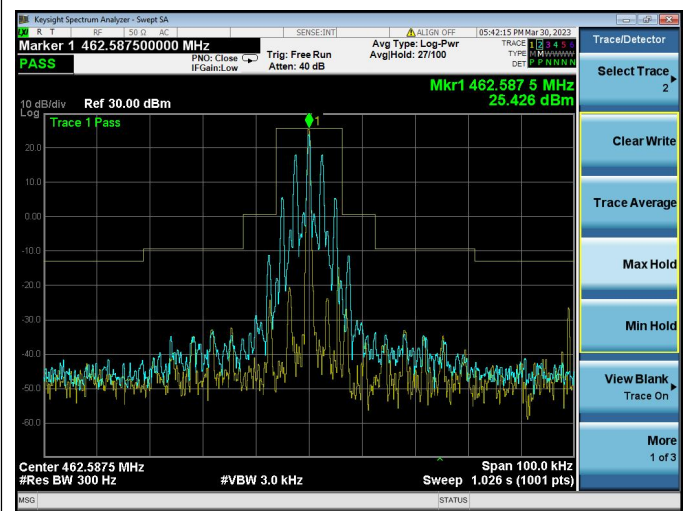 Keysight Spectrum Analyzer - Swept SA
LXI R T RF 50 Ω AC SENSE:INT ALIGN OFF 05:42:15 PM Mar 30, 2023
Marker 1 462.587500000 MHz
PASS
PNO: Close
IFGain:Low
Trig: Free Run
Atten: 40 dB
Avg Type: Log-Pwr
Avg|Hold: 27/100
TRACE 1 2 3 4 5 6
TYPE M M W W W W
DET P P N N N N
Mkr1 462.587 5 MHz
25.426 dBm
10 dB/div Ref 30.00 dBm
Log
Trace 1 Pass
1
20.0
10.0
0.00
-10.0
-20.0
-30.0
-40.0
-50.0
-60.0
Center 462.5875 MHz
Span 100.0 kHz
#Res BW 300 Hz
#VBW 3.0 kHz
Sweep 1.026 s (1001 pts)
MSG
STATUS
Trace/Detector
Select Trace
2
Clear Write
Trace Average
Max Hold
Min Hold
View Blank
Trace On
More
1 of 3